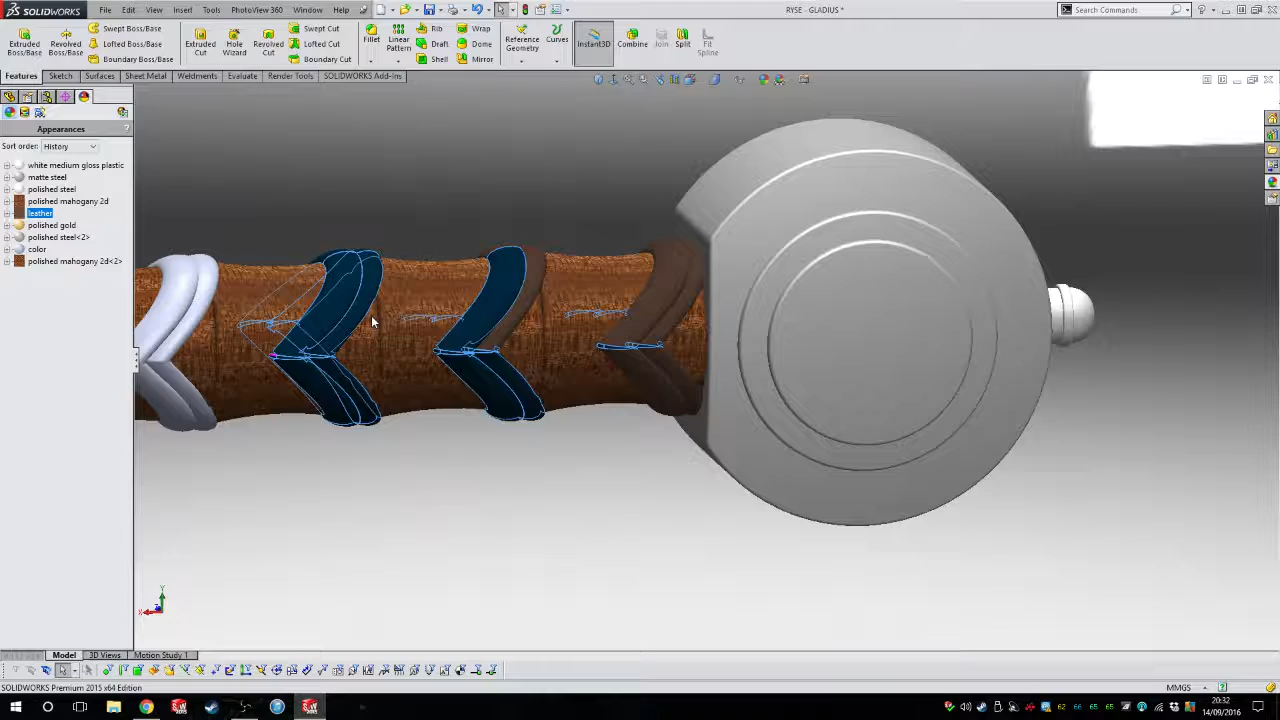 SOLIDWORKS
File Edit View Insert Tools PhotoView 360 Window Help
RYSE - GLADIUS *
Search Commands
Extruded Boss/Base
Revolved Boss/Base
Swept Boss/Base
Lofted Boss/Base
Boundary Boss/Base
Extruded Cut
Hole Wizard
Revolved Cut
Swept Cut
Lofted Cut
Boundary Cut
Fillet
Linear Pattern
Rib
Draft
Shell
Wrap
Dome
Mirror
Reference Geometry
Curves
Instant3D
Combine
Join
Split
Fit Spline
Features Sketch Surfaces Sheet Metal Weldments Evaluate Render Tools SOLIDWORKS Add-Ins
Appearances
?
Sort order: History
white medium gloss plastic
matte steel
polished steel
polished mahogany 2d
leather
polished gold
polished steel<2>
color
polished mahogany 2d<2>
Y
X
Model 3D Views Motion Study 1
SOLIDWORKS Premium 2015 x64 Edition
MMGS
62 66 65 65
20:32
14/09/2016